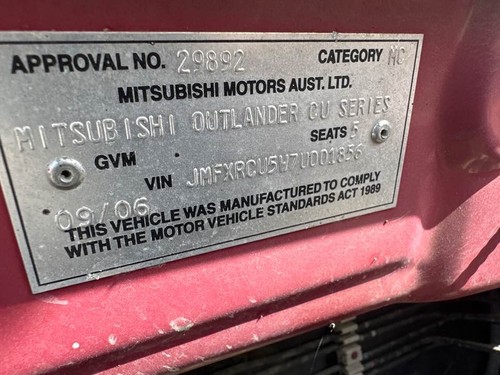 APPROVAL NO. 29892 CATEGORY MC
MITSUBISHI MOTORS AUST. LTD.
MITSUBISHI OUTLANDER CU SERIES
SEATS 5
GVM
VIN JMFXRCU5W7U001856
09/06
THIS VEHICLE WAS MANUFACTURED TO COMPLY
WITH THE MOTOR VEHICLE STANDARDS ACT 1989